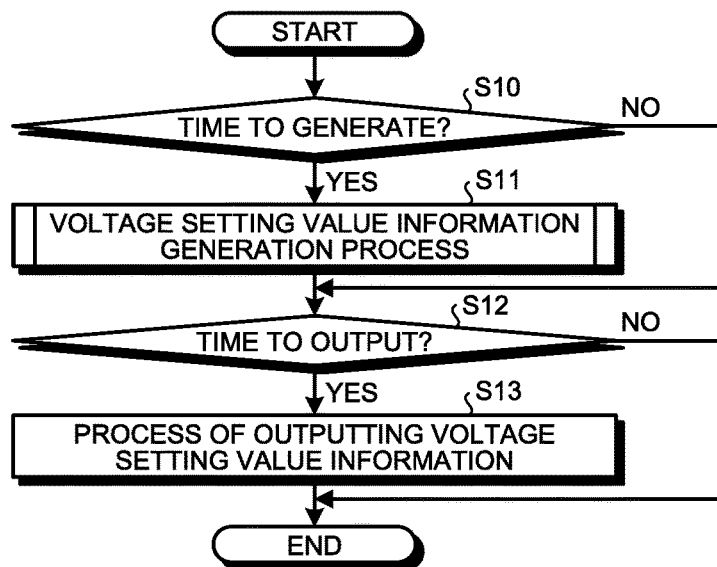 START
S10
TIME TO GENERATE?
NO
YES
S11
VOLTAGE SETTING VALUE INFORMATION
GENERATION PROCESS
S12
TIME TO OUTPUT?
NO
YES
S13
PROCESS OF OUTPUTTING VOLTAGE
SETTING VALUE INFORMATION
END